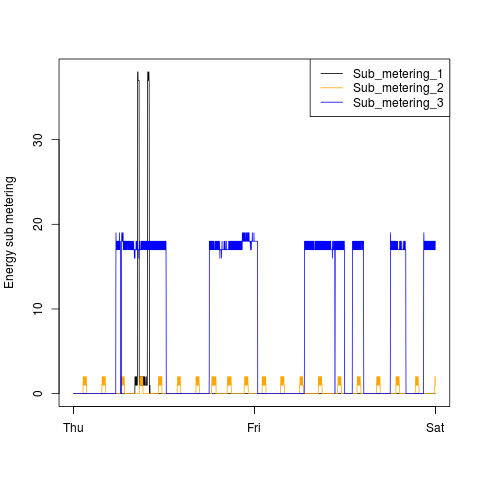 Sub_metering_1
Sub_metering_2
Sub_metering_3
Energy sub metering
30
20
10
0
Thu Fri Sat